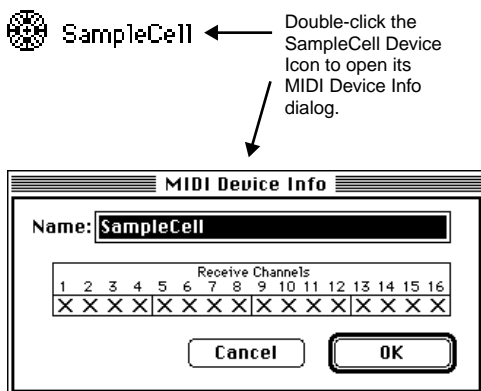 SampleCell
Double-click the
SampleCell Device
Icon to open its
MIDI Device Info
dialog.
MIDI Device Info
Name: SampleCell
Receive Channels
1 2 3 4 5 6 7 8 9 10 11 12 13 14 15 16
X X X X X X X X X X X X X X X X
Cancel OK